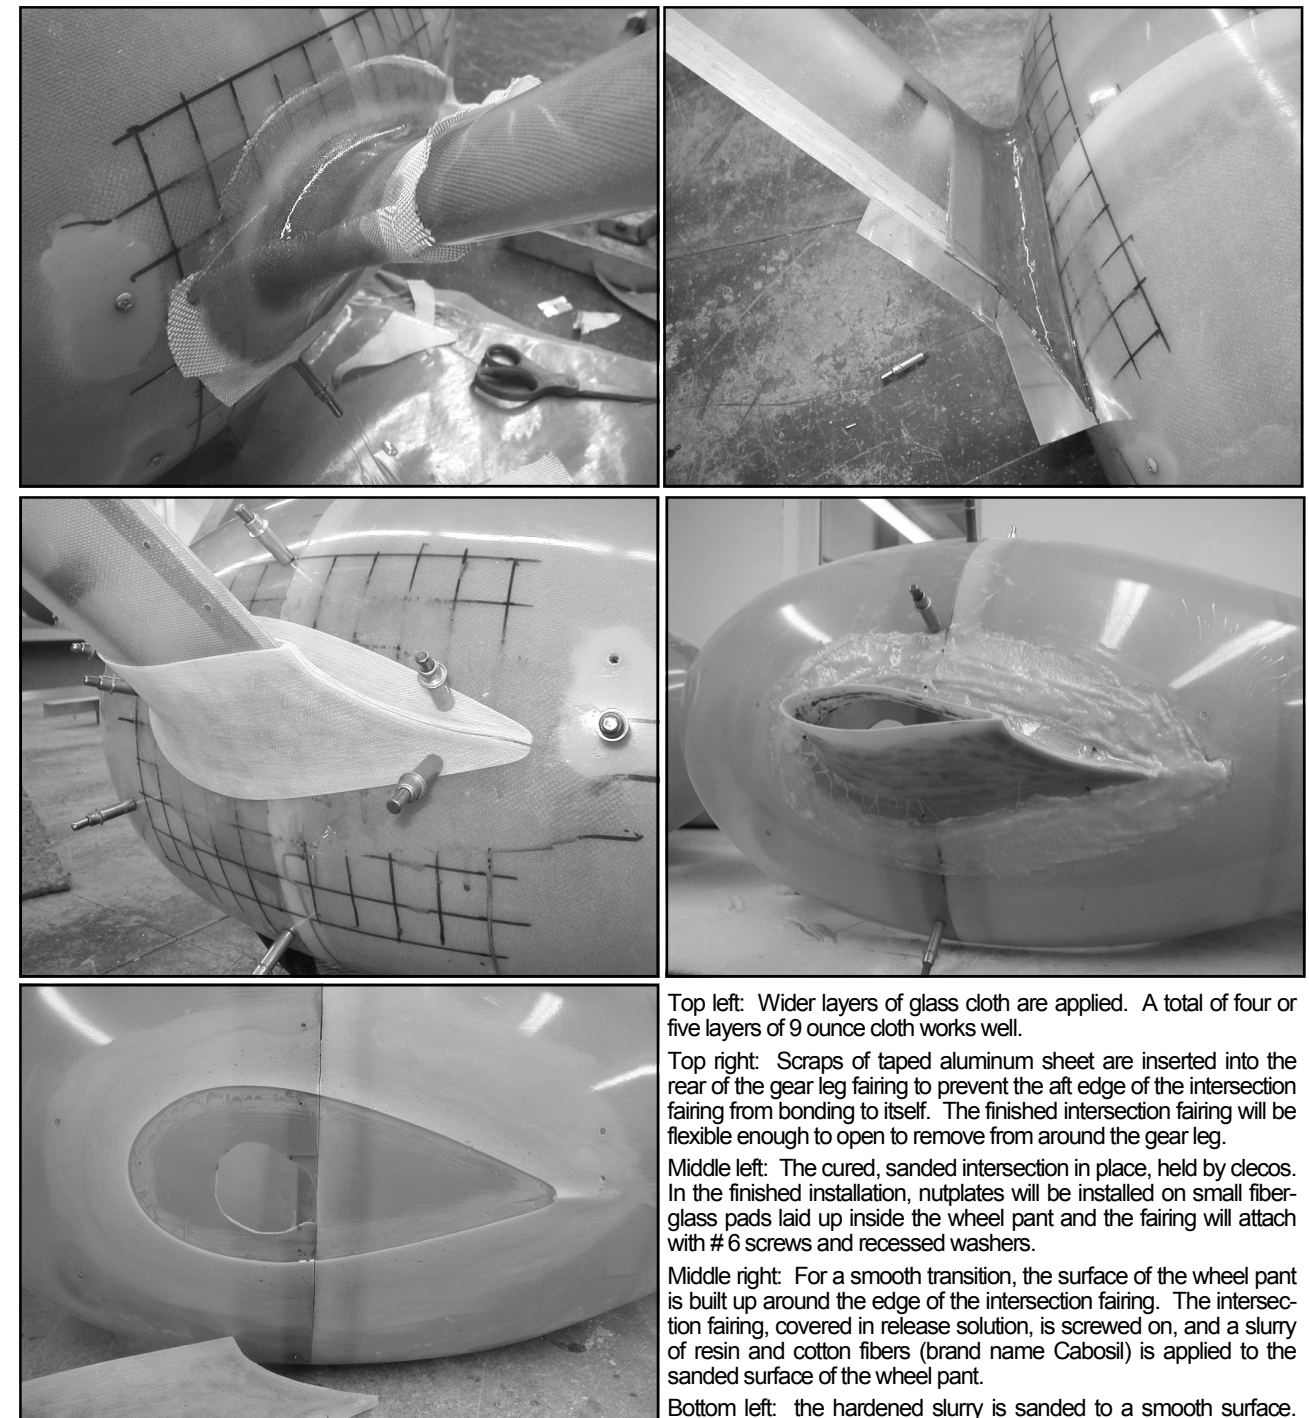 Top left:  Wider layers of glass cloth are applied.  A total of four or
five layers of 9 ounce cloth works well.
Top right:  Scraps of taped aluminum sheet are inserted into the
rear of the gear leg fairing to prevent the aft edge of the intersection
fairing from bonding to itself.  The finished intersection fairing will be
flexible enough to open to remove from around the gear leg.
Middle left:  The cured, sanded intersection in place, held by clecos.
In the finished installation, nutplates will be installed on small fiber-
glass pads laid up inside the wheel pant and the fairing will attach
with # 6 screws and recessed washers.
Middle right:  For a smooth transition, the surface of the wheel pant
is built up around the edge of the intersection fairing.  The intersec-
tion fairing, covered in release solution, is screwed on, and a slurry
of resin and cotton fibers (brand name Cabosil) is applied to the
sanded surface of the wheel pant.
Bottom left:  the hardened slurry is sanded to a smooth surface.